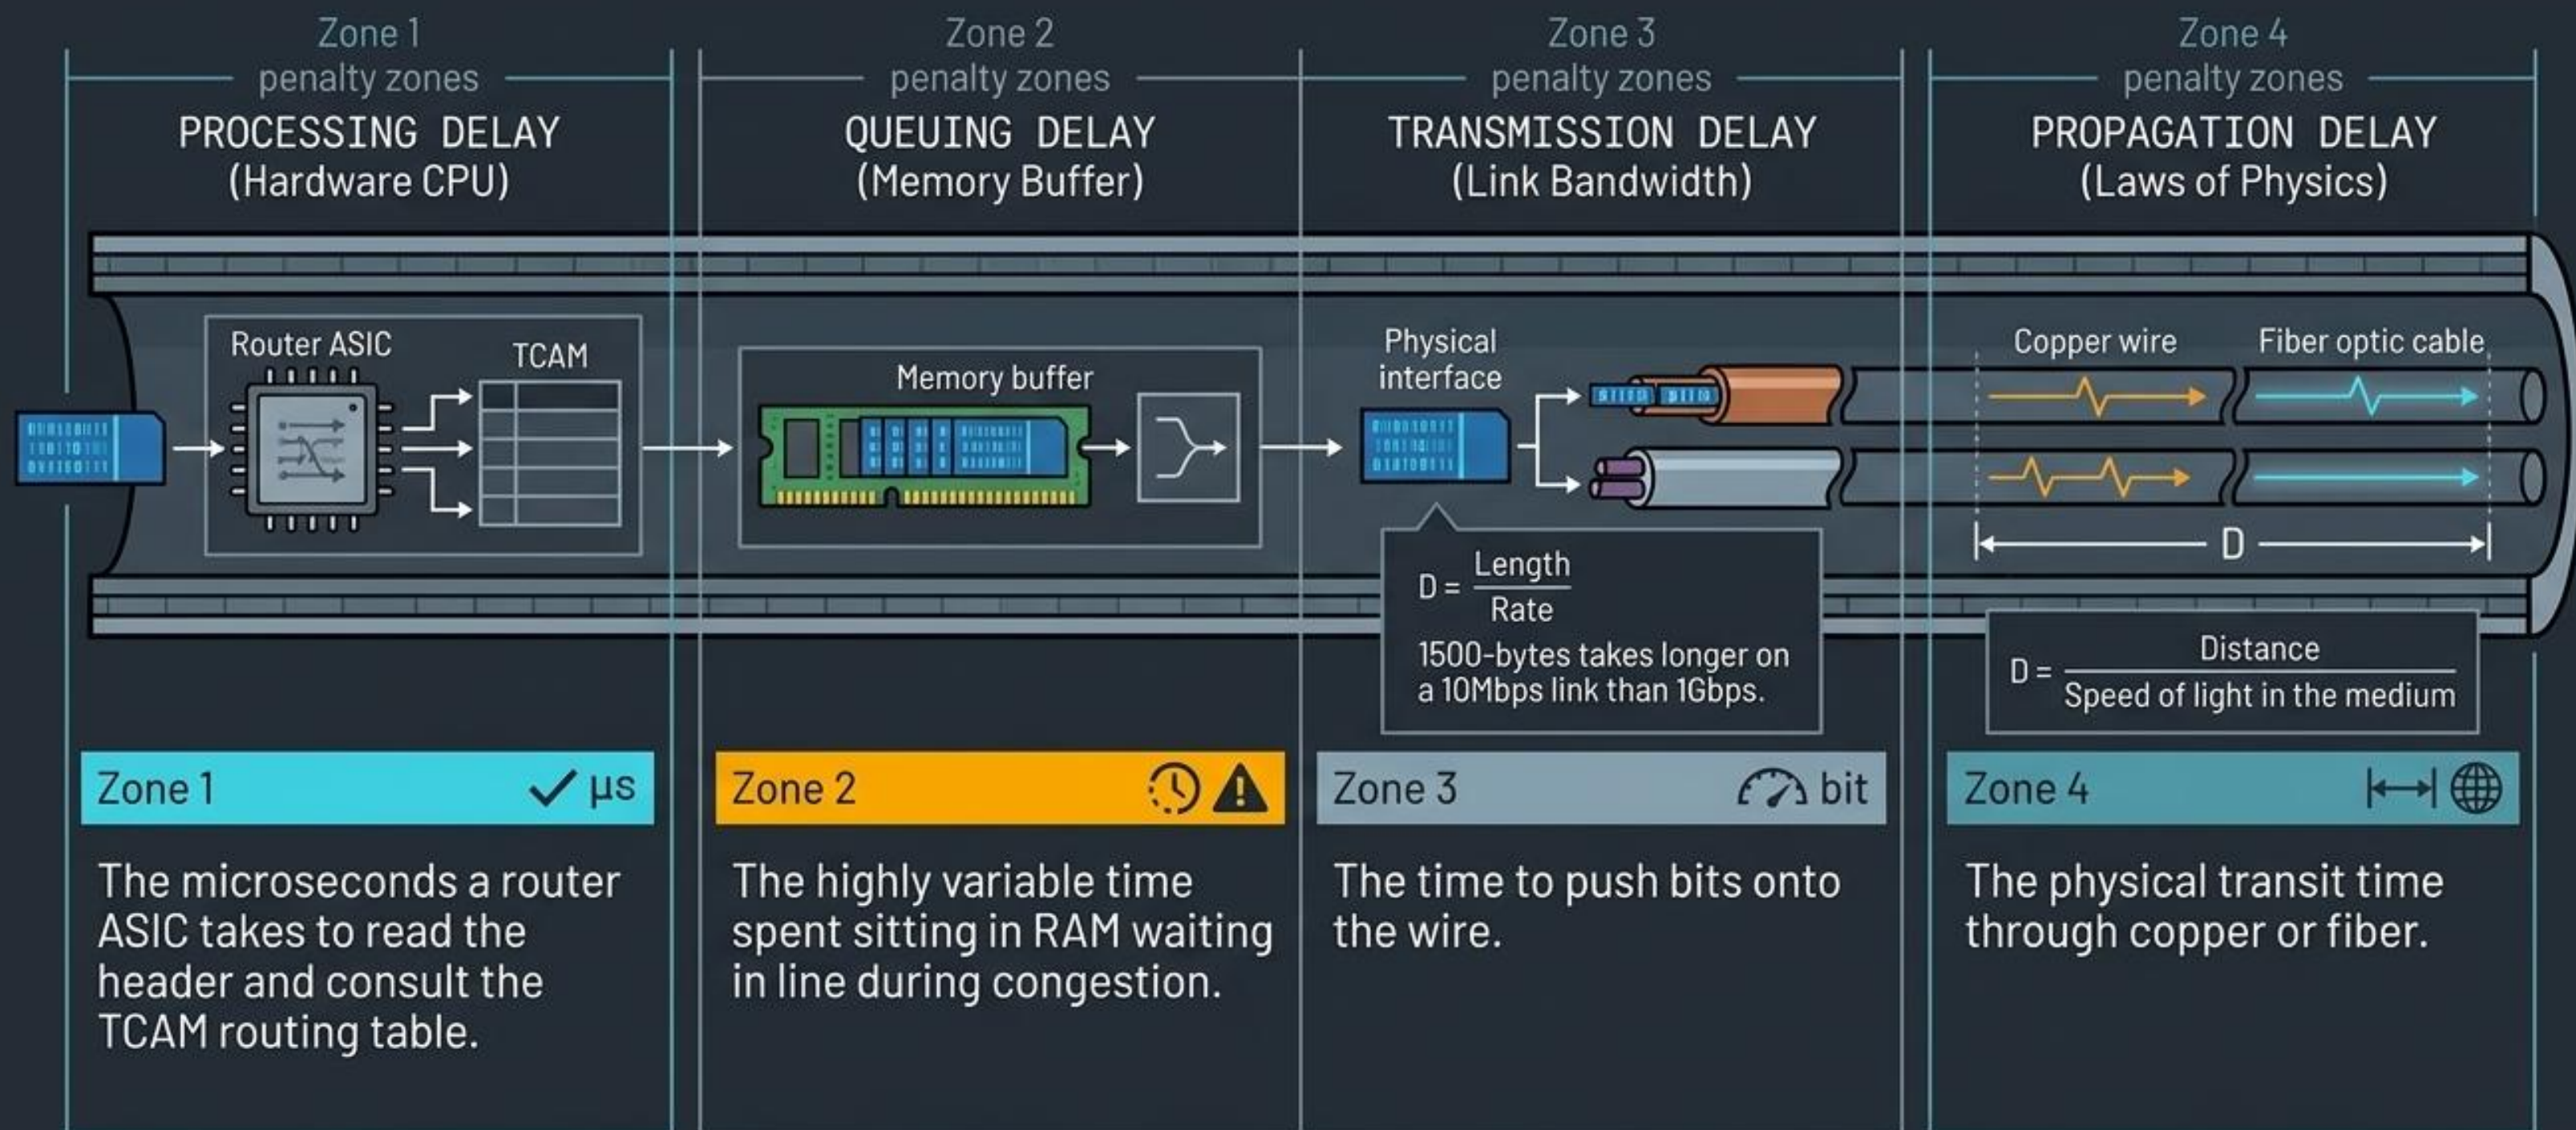 Zone 1
penalty zones
PROCESSING DELAY
(Hardware CPU)
Router ASIC
TCAM
Zone 1
✓ µs
The microseconds a router
ASIC takes to read the
header and consult the
TCAM routing table.
Zone 2
penalty zones
QUEUING DELAY
(Memory Buffer)
Memory buffer
Zone 2
The highly variable time
spent sitting in RAM waiting
in line during congestion.
Zone 3
penalty zones
TRANSMISSION DELAY
(Link Bandwidth)
Physical
interface
D = Length
Rate
1500-bytes takes longer on
a 10Mbps link than 1Gbps.
Zone 3
bit
The time to push bits onto
the wire.
Zone 4
penalty zones
PROPAGATION DELAY
(Laws of Physics)
Copper wire
Fiber optic cable
D
D = Distance
Speed of light in the medium
Zone 4
The physical transit time
through copper or fiber.